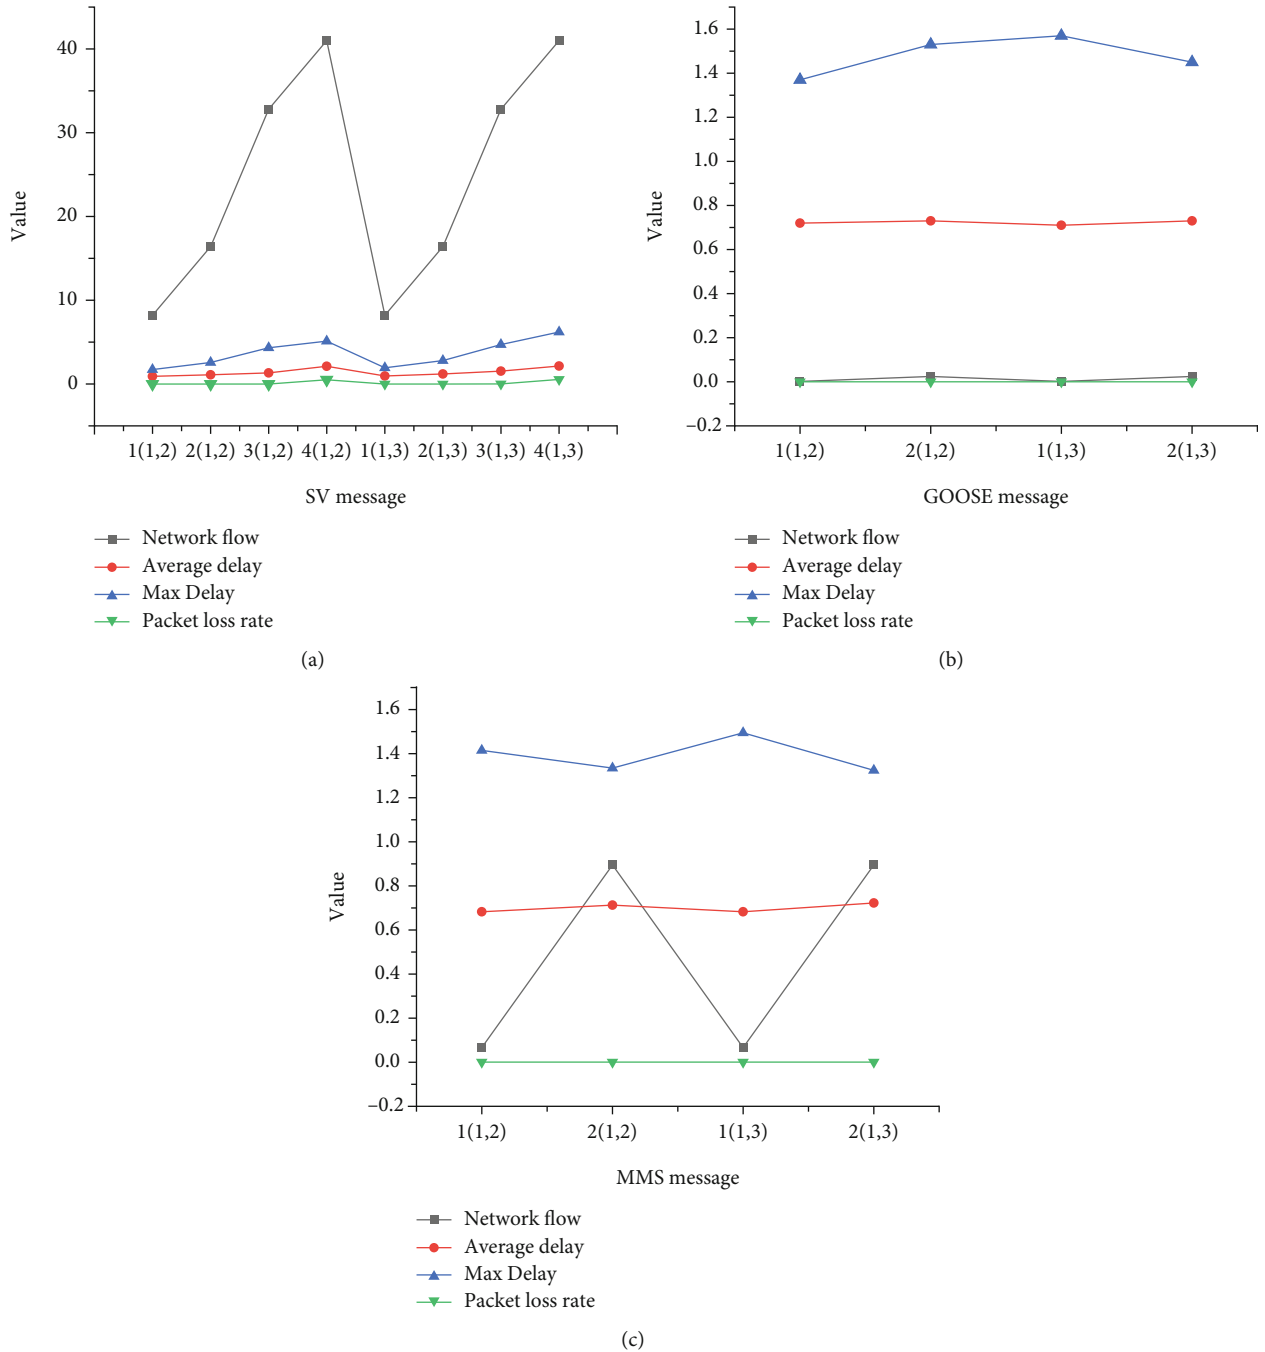 40
30
20
10
0
Value
1(1,2) 2(1,2) 3(1,2) 4(1,2) 1(1,3) 2(1,3) 3(1,3) 4(1,3)
SV message
Network flow
Average delay
Max Delay
Packet loss rate
(a)
1.6
1.4
1.2
1.0
0.8
0.6
0.4
0.2
0.0
–0.2
Value
1(1,2) 2(1,2) 1(1,3) 2(1,3)
GOOSE message
Network flow
Average delay
Max Delay
Packet loss rate
(b)
1.6
1.4
1.2
1.0
0.8
0.6
0.4
0.2
0.0
–0.2
Value
1(1,2) 2(1,2) 1(1,3) 2(1,3)
MMS message
Network flow
Average delay
Max Delay
Packet loss rate
(c)